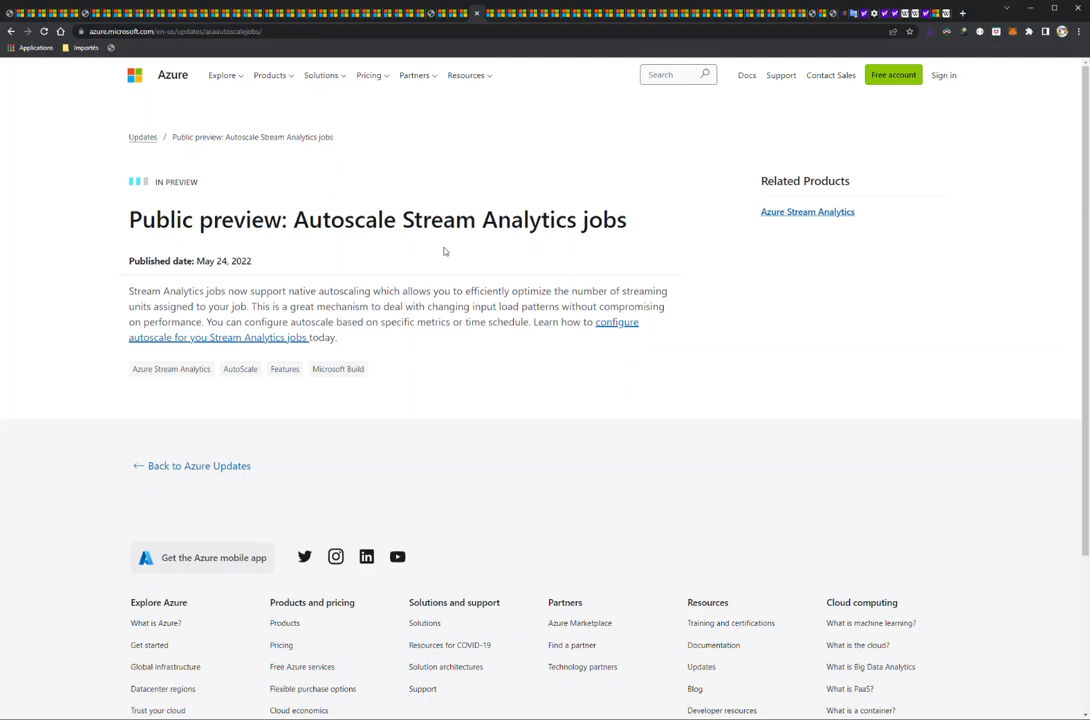 azure.microsoft.com/en-us/updates/asaautoscalejobs/
Applications
Importés
Azure
Explore
Products
Solutions
Pricing
Partners
Resources
Search
Docs
Support
Contact Sales
Free account
Sign in
Updates / Public preview: Autoscale Stream Analytics jobs
IN PREVIEW
Public preview: Autoscale Stream Analytics jobs
Published date: May 24, 2022
Stream Analytics jobs now support native autoscaling which allows you to efficiently optimize the number of streaming
units assigned to your job. This is a great mechanism to deal with changing input load patterns without compromising
on performance. You can configure autoscale based on specific metrics or time schedule. Learn how to configure
autoscale for you Stream Analytics jobs today.
Azure Stream Analytics
AutoScale
Features
Microsoft Build
Related Products
Azure Stream Analytics
← Back to Azure Updates
Get the Azure mobile app
Explore Azure
What is Azure?
Get started
Global infrastructure
Datacenter regions
Trust your cloud
Products and pricing
Products
Pricing
Free Azure services
Flexible purchase options
Cloud economics
Solutions and support
Solutions
Resources for COVID-19
Solution architectures
Support
Partners
Azure Marketplace
Find a partner
Technology partners
Resources
Training and certifications
Documentation
Updates
Blog
Developer resources
Cloud computing
What is machine learning?
What is the cloud?
What is Big Data Analytics
What is PaaS?
What is a container?